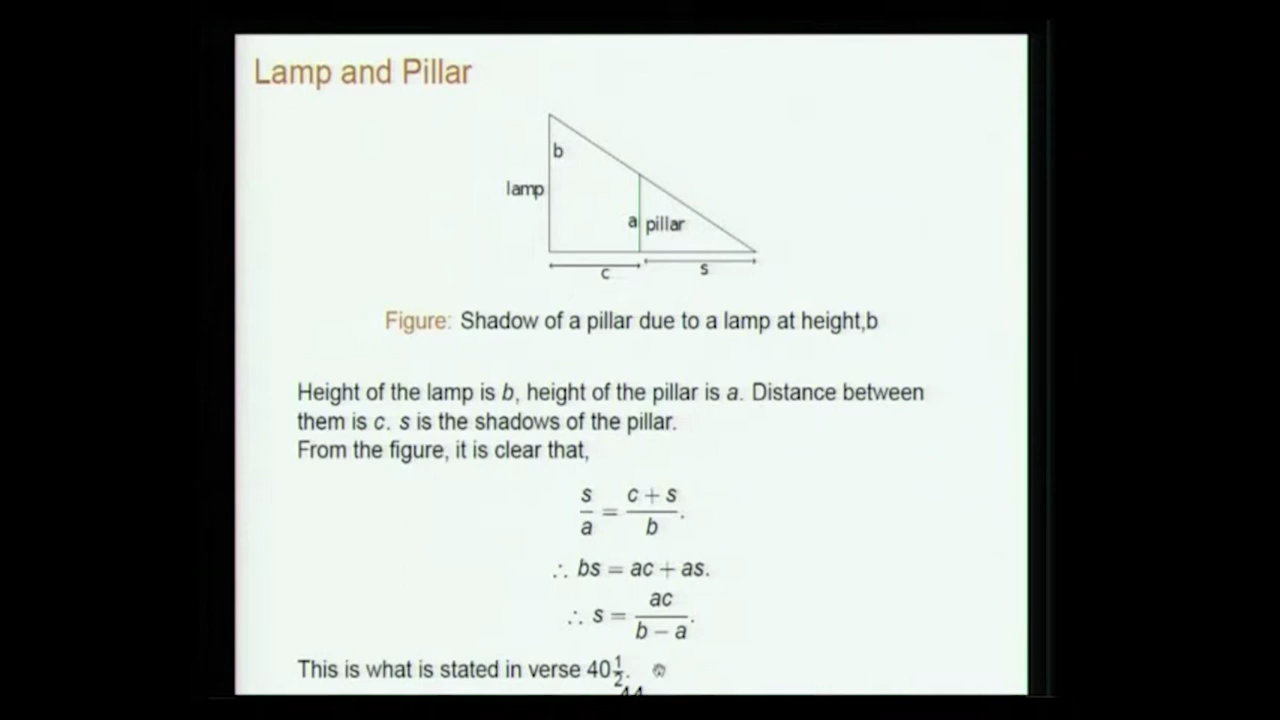 Lamp and Pillar
b
lamp
a pillar
c
s
Figure: Shadow of a pillar due to a lamp at height,b
Height of the lamp is b, height of the pillar is a. Distance between
them is c. s is the shadows of the pillar.
From the figure, it is clear that,
s/a = (c + s)/b.
∴ bs = ac + as.
∴ s = ac/(b − a).
This is what is stated in verse 40½.